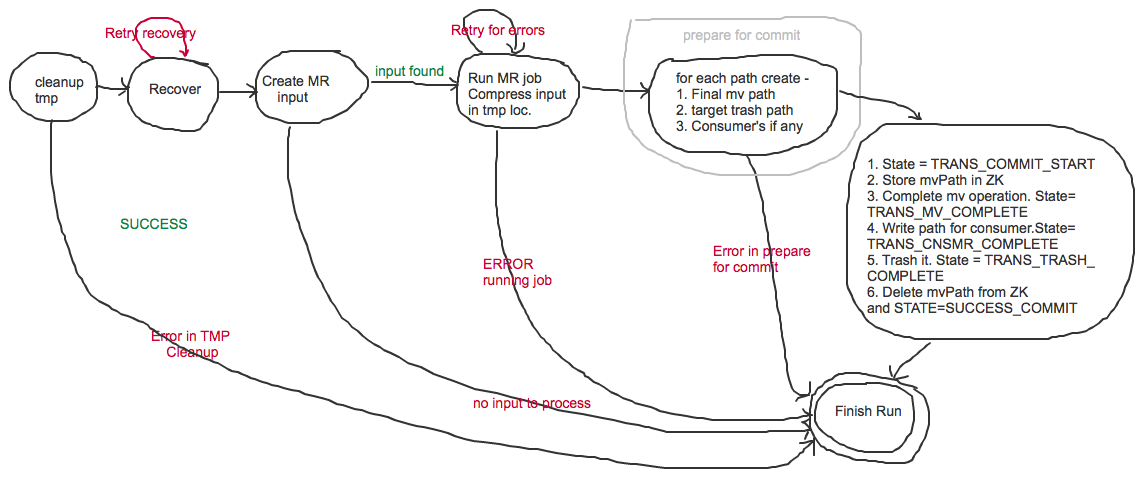 Retry recovery
Retry for errors
prepare for commit
cleanup
tmp
Recover
Create MR
input
input found
Run MR job
Compress input
in tmp loc.
for each path create -
1. Final mv path
2. target trash path
3. Consumer's if any
1. State = TRANS_COMMIT_START
2. Store mvPath in ZK
3. Complete mv operation. State=
TRANS_MV_COMPLETE
4. Write path for consumer.State=
TRANS_CNSMR_COMPLETE
5. Trash it. State = TRANS_TRASH_
COMPLETE
6. Delete mvPath from ZK
and STATE=SUCCESS_COMMIT
SUCCESS
ERROR
running job
Error in prepare
for commit
Error in TMP
Cleanup
no input to process
Finish Run